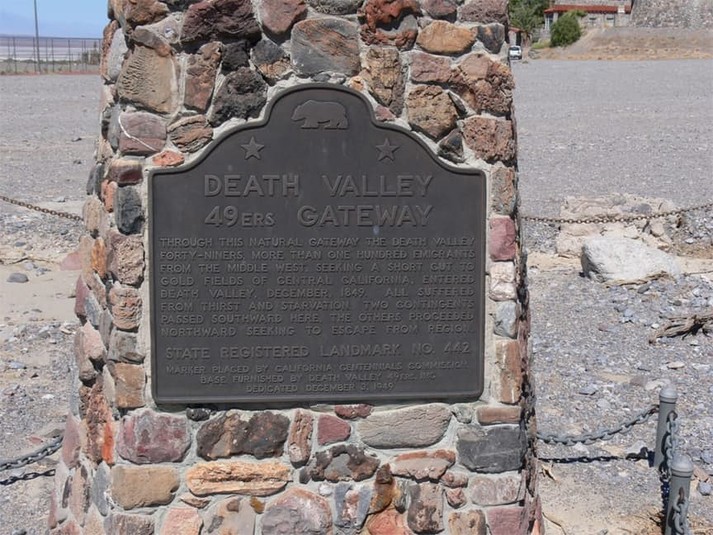 DEATH VALLEY
49ERS GATEWAY
THROUGH THIS NATURAL GATEWAY THE DEATH VALLEY
FORTY-NINERS, MORE THAN ONE HUNDRED EMIGRANTS
FROM THE MIDDLE WEST, SEEKING A SHORT CUT TO
GOLD FIELDS OF CENTRAL CALIFORNIA, ENTERED
DEATH VALLEY, DECEMBER, 1849. ALL SUFFERED
FROM THIRST AND STARVATION. TWO CONTINGENTS
PASSED SOUTHWARD HERE, THE OTHERS PROCEEDED
NORTHWARD SEEKING TO ESCAPE FROM REGION.
STATE REGISTERED LANDMARK NO. 442
MARKER PLACED BY CALIFORNIA CENTENNIALS COMMISSION
BASE FURNISHED BY DEATH VALLEY 49ERS, INC.
DEDICATED DECEMBER 3, 1949